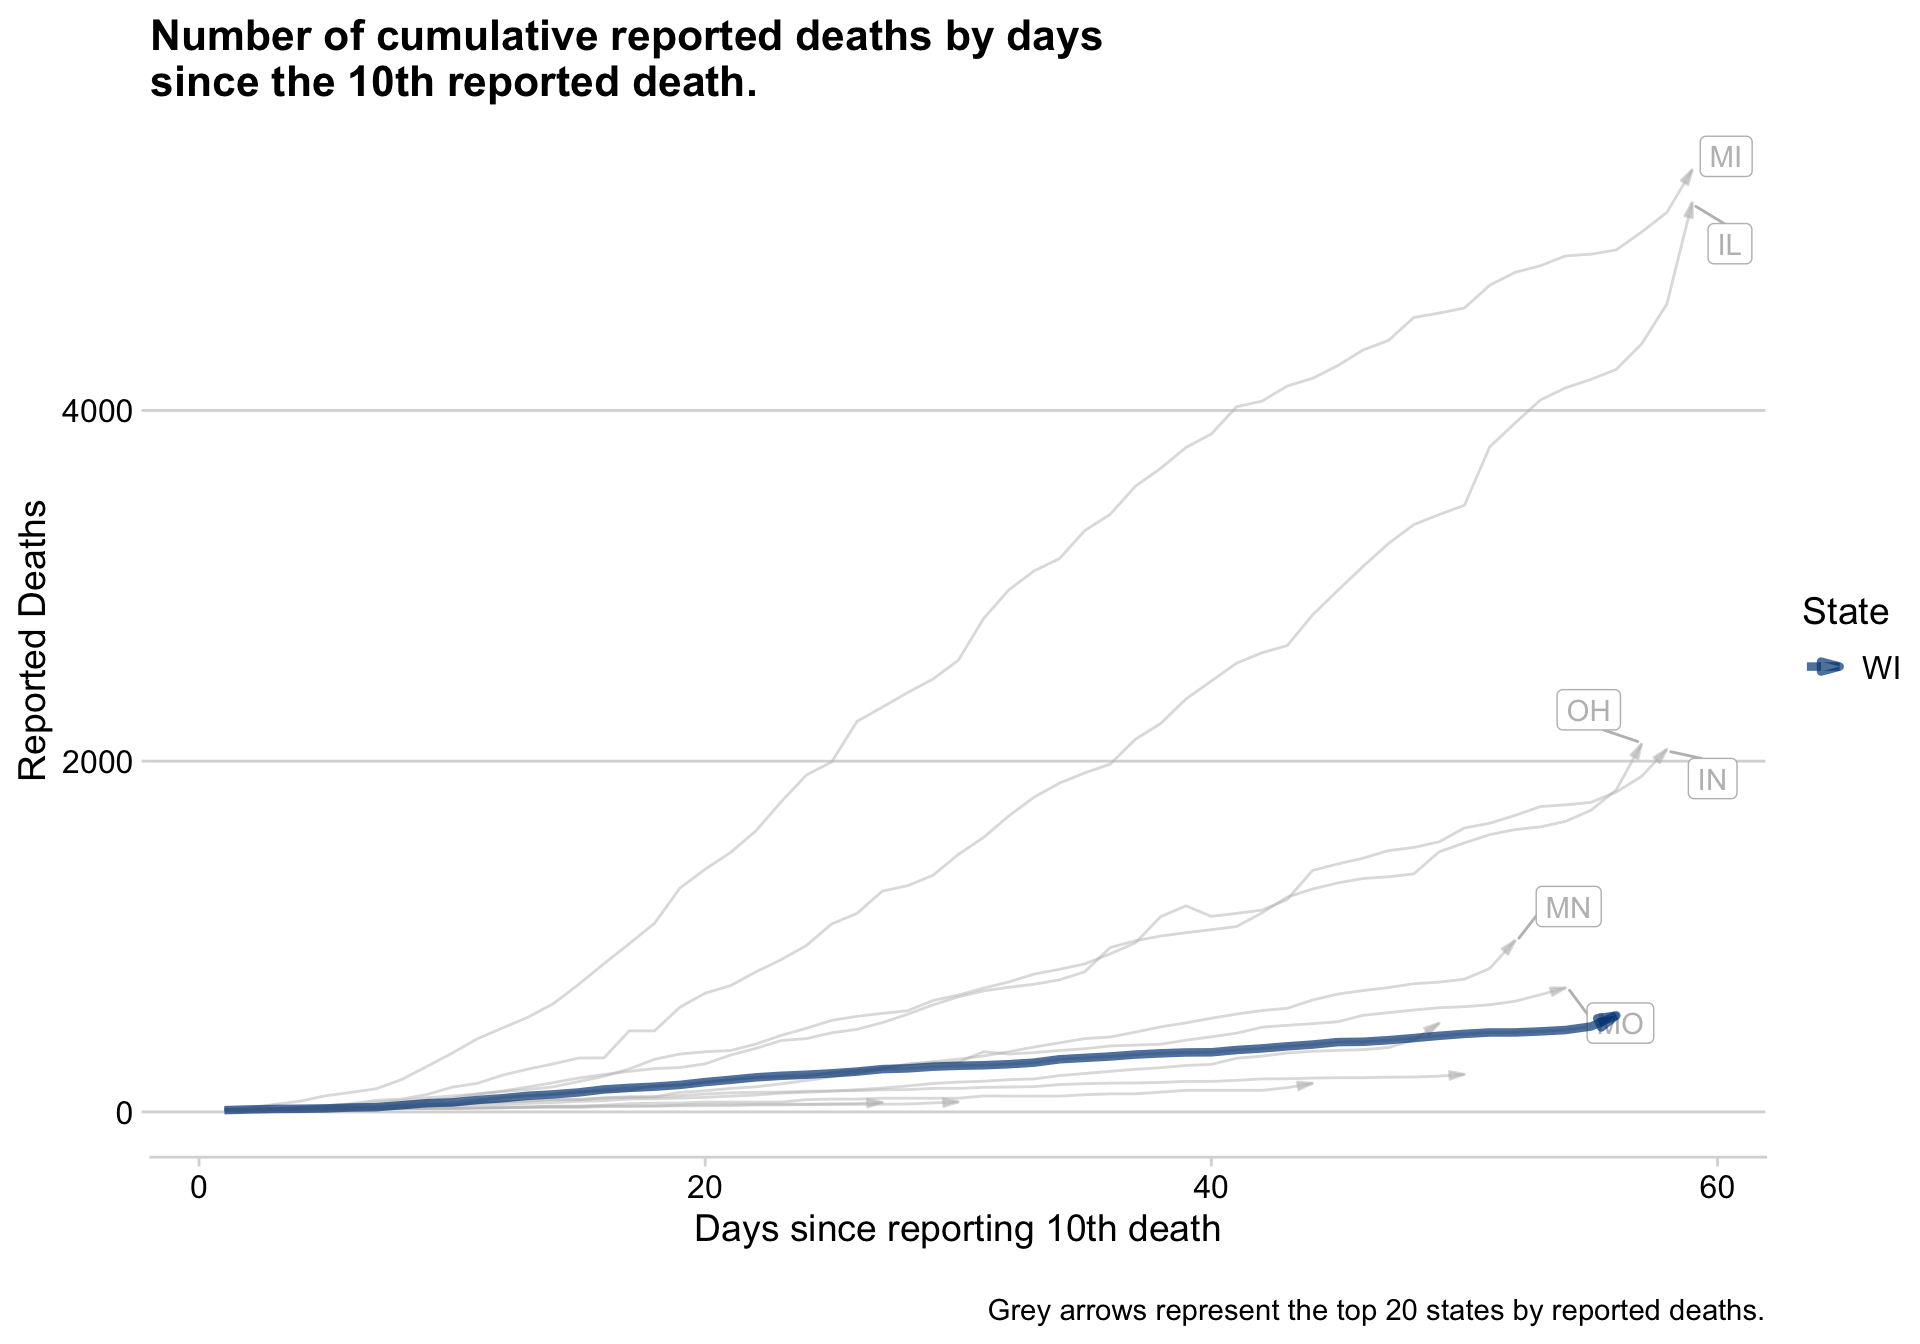 Number of cumulative reported deaths by days
since the 10th reported death.
MI
IL
4000
Reported Deaths
State
WI
OH
2000
IN
MN
MO
0
0 20 40 60
Days since reporting 10th death
Grey arrows represent the top 20 states by reported deaths.